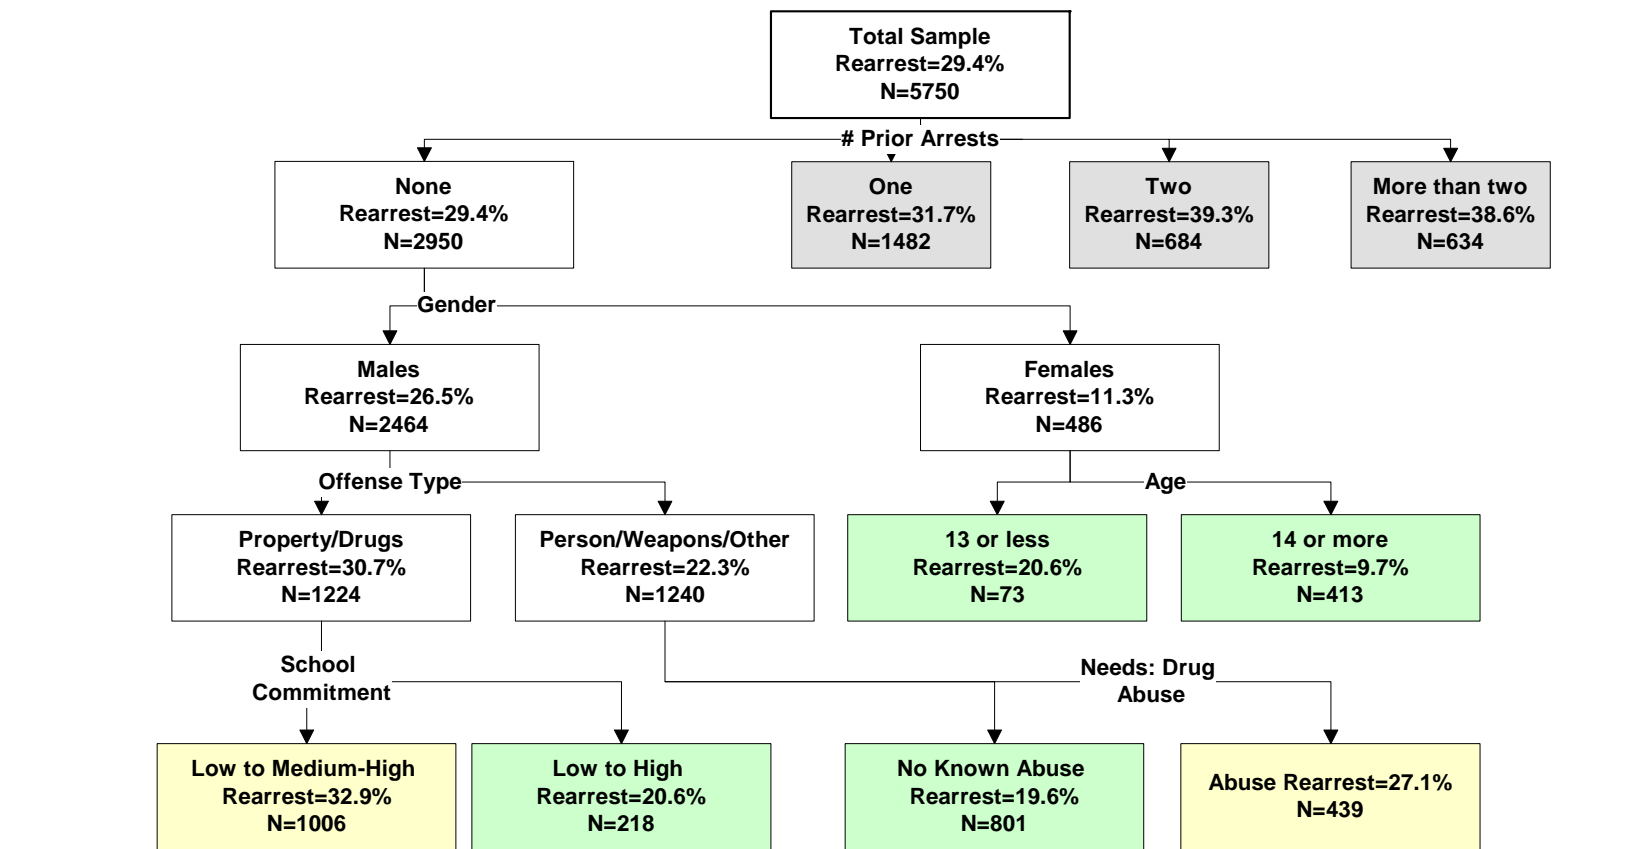 Total Sample
Rearrest=29.4%
N=5750
# Prior Arrests
None
Rearrest=29.4%
N=2950
One
Rearrest=31.7%
N=1482
Two
Rearrest=39.3%
N=684
More than two
Rearrest=38.6%
N=634
Gender
Males
Rearrest=26.5%
N=2464
Females
Rearrest=11.3%
N=486
Offense Type
Age
Property/Drugs
Rearrest=30.7%
N=1224
Person/Weapons/Other
Rearrest=22.3%
N=1240
13 or less
Rearrest=20.6%
N=73
14 or more
Rearrest=9.7%
N=413
School
Commitment
Needs: Drug
Abuse
Low to Medium-High
Rearrest=32.9%
N=1006
Low to High
Rearrest=20.6%
N=218
No Known Abuse
Rearrest=19.6%
N=801
Abuse Rearrest=27.1%
N=439